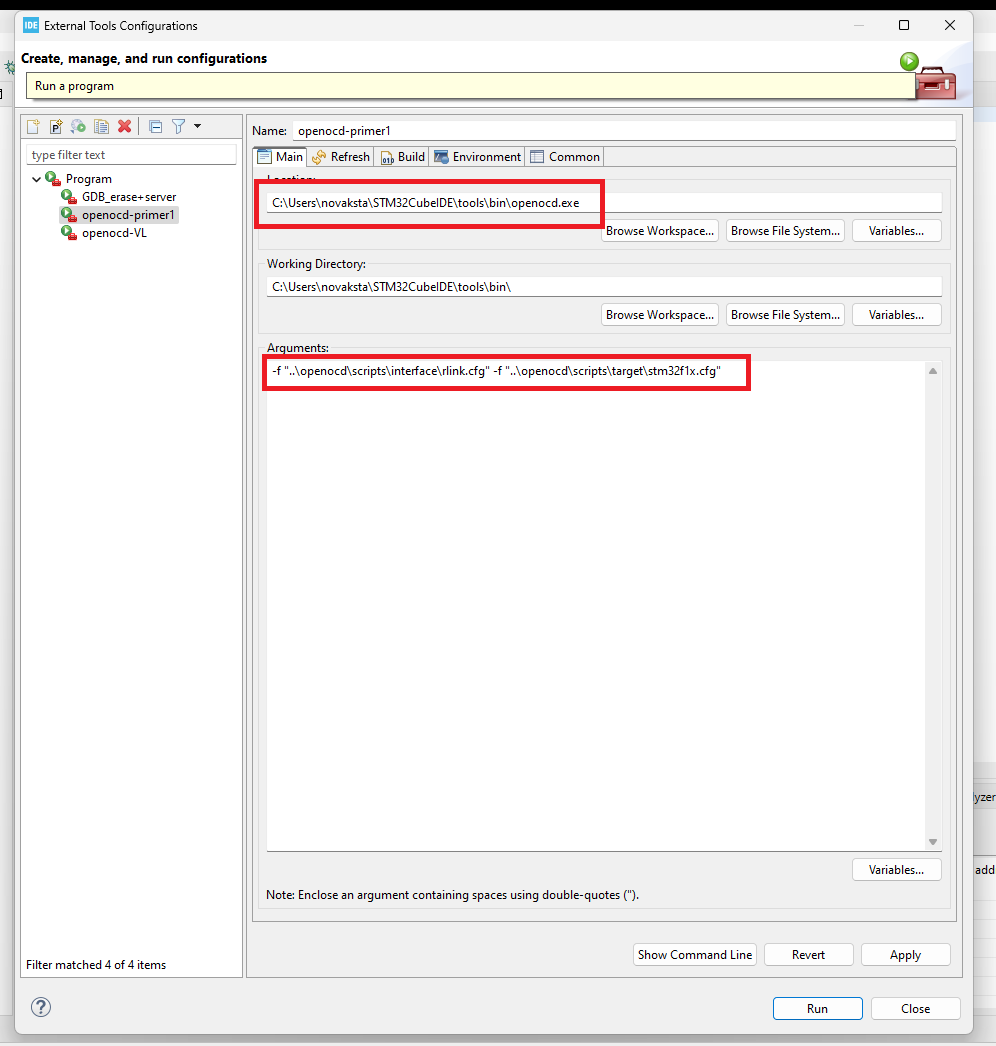 IDE External Tools Configurations
Create, manage, and run configurations
Run a program
Name: openocd-primer1
Main Refresh Build Environment Common
type filter text
Program
GDB_erase+server
openocd-primer1
openocd-VL
Location:
C:\Users\novaksta\STM32CubeIDE\tools\bin\openocd.exe
Browse Workspace... Browse File System... Variables...
Working Directory:
C:\Users\novaksta\STM32CubeIDE\tools\bin\
Browse Workspace... Browse File System... Variables...
Arguments:
-f "..\openocd\scripts\interface\rlink.cfg" -f "..\openocd\scripts\target\stm32f1x.cfg"
Variables...
Note: Enclose an argument containing spaces using double-quotes (").
Filter matched 4 of 4 items
Show Command Line Revert Apply
Run Close
lyzer
add